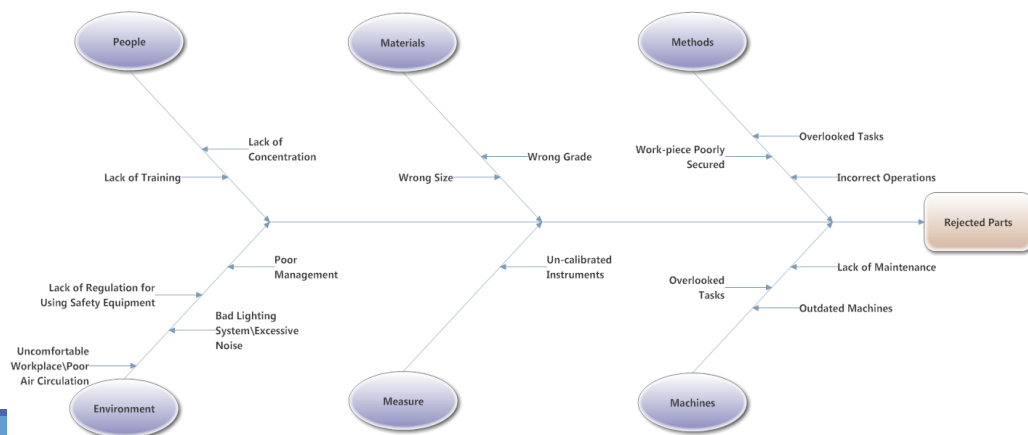 People
Materials
Methods
Lack of
Concentration
Lack of Training
Wrong Grade
Wrong Size
Overlooked Tasks
Work-piece Poorly
Secured
Incorrect Operations
Rejected Parts
Poor
Management
Lack of Regulation for
Using Safety Equipment
Bad Lighting
System\Excessive
Noise
Uncomfortable
Workplace\Poor
Air Circulation
Un-calibrated
Instruments
Lack of Maintenance
Overlooked
Tasks
Outdated Machines
Environment
Measure
Machines